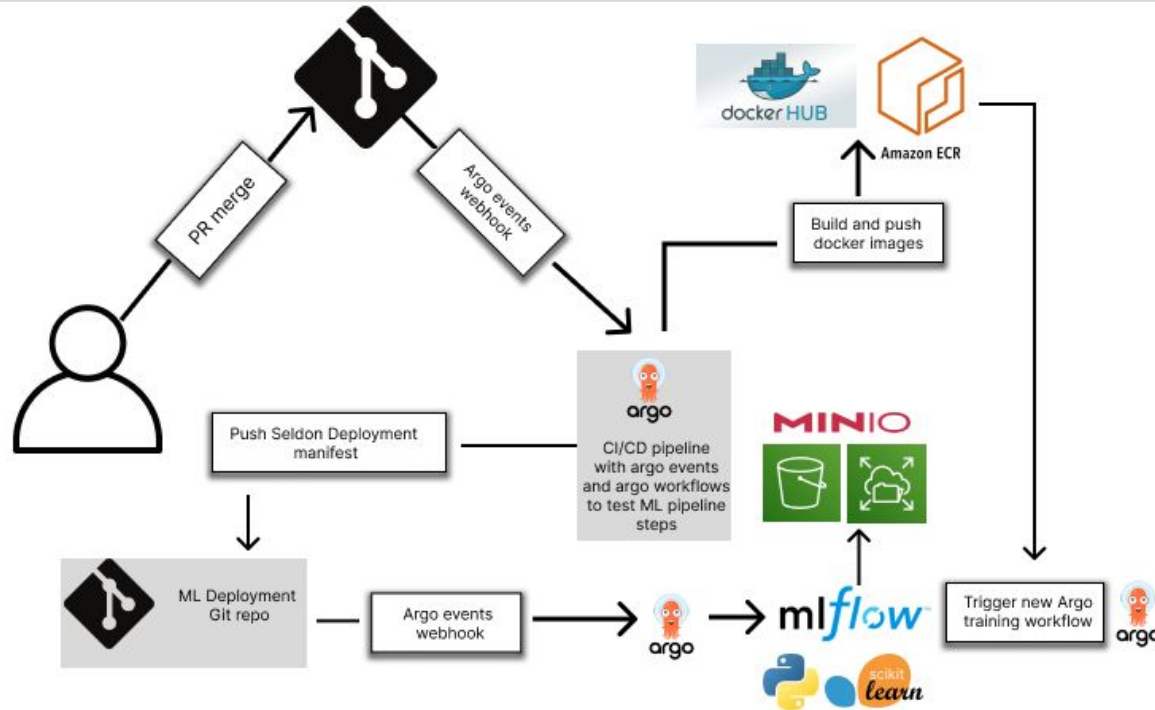 PR merge
Argo events
webhook
docker HUB
Amazon ECR
Build and push
docker images
argo
CI/CD pipeline
with argo events
and argo workflows
to test ML pipeline
steps
Push Seldon Deployment
manifest
MINIO
ML Deployment
Git repo
Argo events
webhook
argo
mlflow™
scikit
learn
Trigger new Argo
training workflow
argo